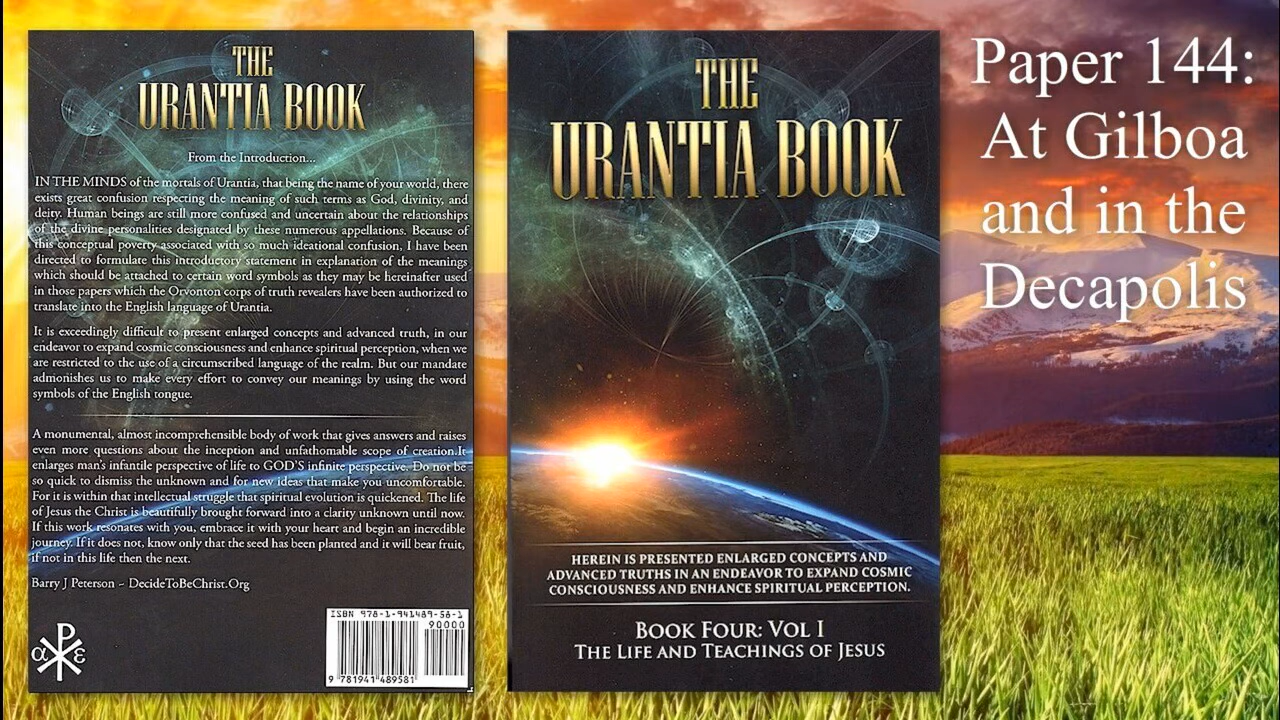 THE
URANTIA BOOK
From the Introduction...
IN THE MINDS of the mortals of Urantia, that being the name of your world, there
exists great confusion respecting the meaning of such terms as God, divinity, and
deity. Human beings are still more confused and uncertain about the relationships
of the divine personalities designated by these numerous appellations. Because of
this conceptual poverty associated with so much ideational confusion, I have been
directed to formulate this introductory statement in explanation of the meanings
which should be attached to certain word symbols as they may be hereinafter used
in those papers which the Orvonton corps of truth revealers have been authorized to
translate into the English language of Urantia.
It is exceedingly difficult to present enlarged concepts and advanced truth, in our
endeavor to expand cosmic consciousness and enhance spiritual perception, when we
are restricted to the use of a circumscribed language of the realm. But our mandate
admonishes us to make every effort to convey our meanings by using the word
symbols of the English tongue.
A monumental, almost incomprehensible body of work that gives answers and raises
even more questions about the inception and unfathomable scope of creation.It
enlarges man's infantile perspective of life to GOD'S infinite perspective. Do not be
so quick to dismiss the unknown and for new ideas that make you uncomfortable.
For it is within that intellectual struggle that spiritual evolution is quickened. The life
of Jesus the Christ is beautifully brought forward into a clarity unknown until now.
If this work resonates with you, embrace it with your heart and begin an incredible
journey. If it does not, know only that the seed has been planted and it will bear fruit,
if not in this life then the next.
Barry J Peterson ~ DecideToBeChrist.Org
ISBN 978-1-941489-58-1
90000
9 781941 489581
THE
URANTIA BOOK
HEREIN IS PRESENTED ENLARGED CONCEPTS AND
ADVANCED TRUTHS IN AN ENDEAVOR TO EXPAND COSMIC
CONSCIOUSNESS AND ENHANCE SPIRITUAL PERCEPTION.
BOOK FOUR: VOL I
THE LIFE AND TEACHINGS OF JESUS
Paper 144:
At Gilboa
and in the
Decapolis